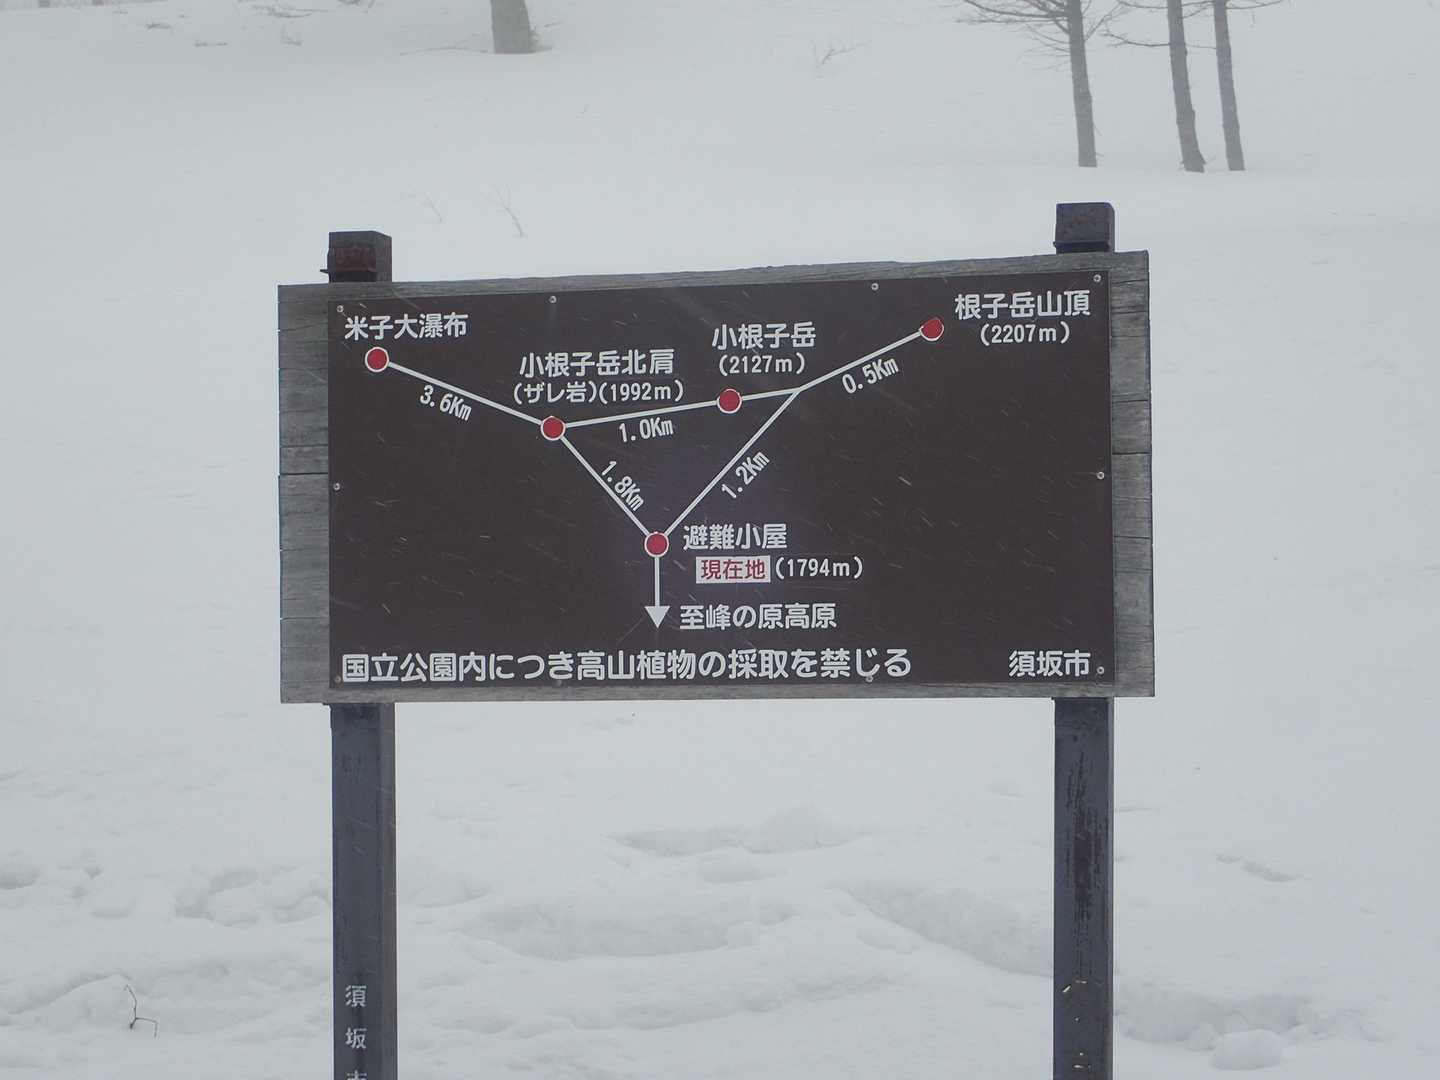 米子大瀑布
小根子岳北肩
(ザレ岩)(1992m)
小根子岳
(2127m)
根子岳山頂
(2207m)
3.6Km
1.0Km
0.5Km
1.8Km
1.2Km
避難小屋
現在地(1794m)
至峰の原高原
国立公園内につき高山植物の採取を禁じる
須坂市
須坂市